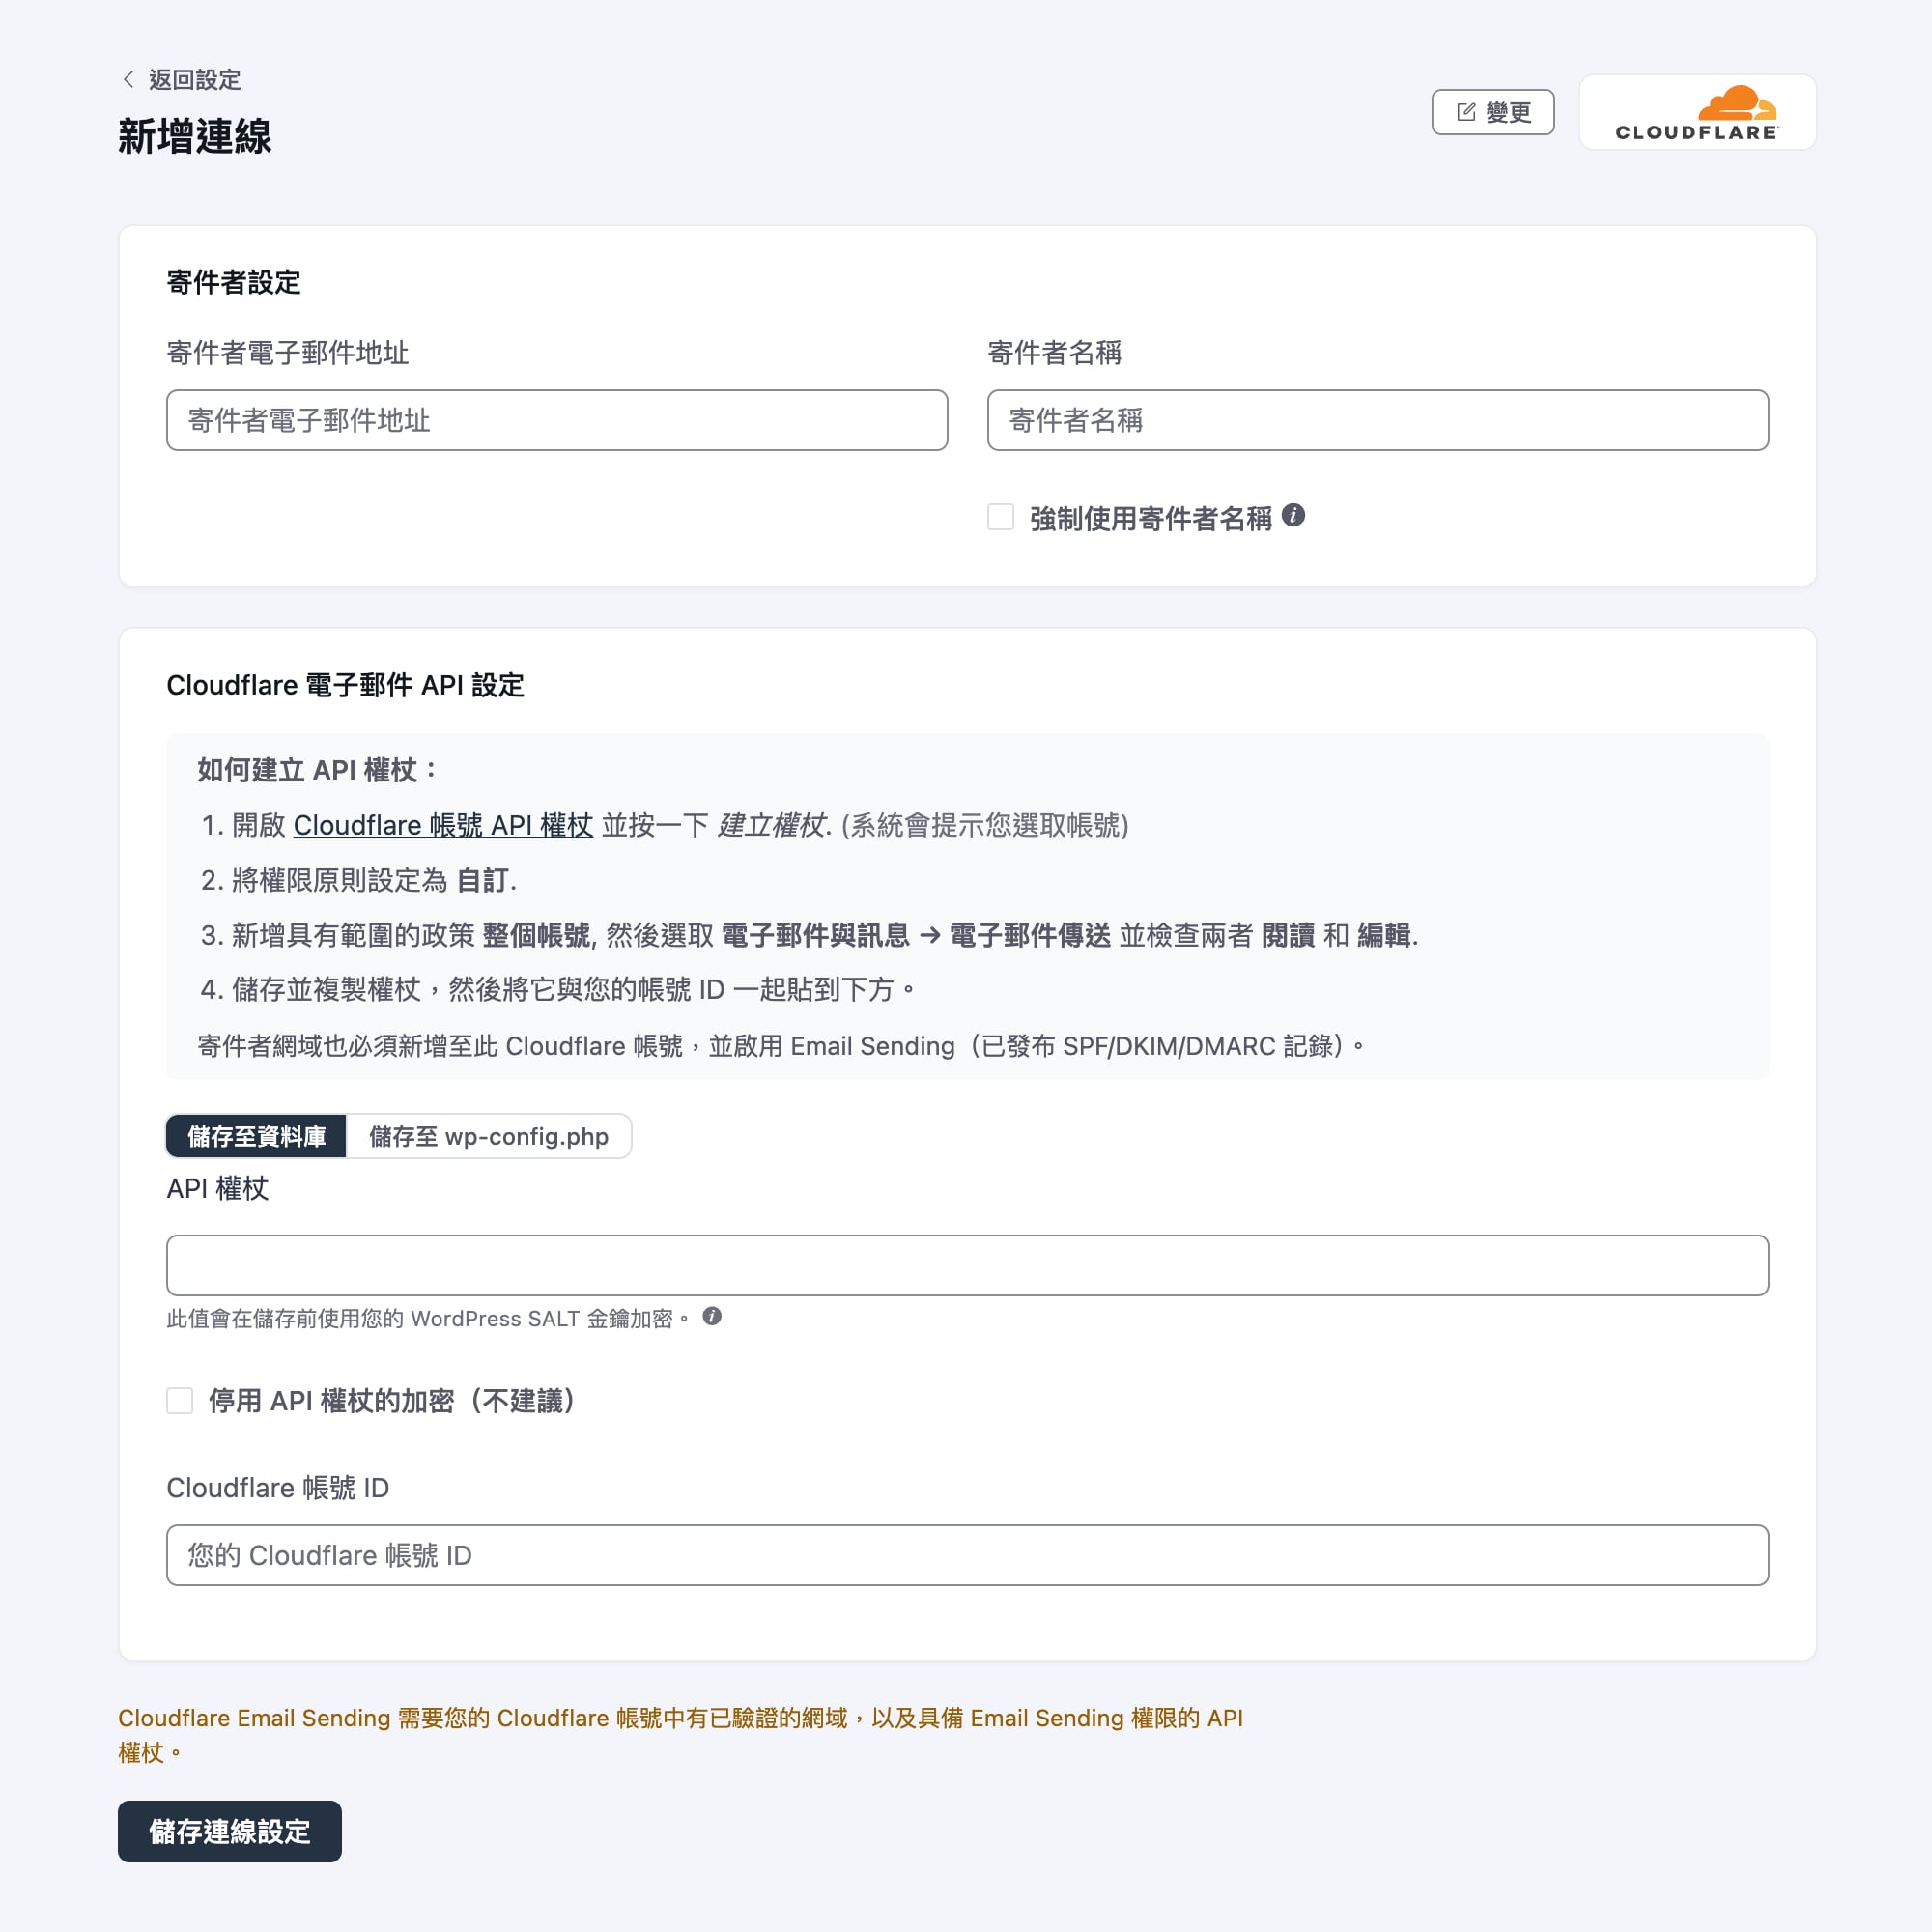 返回設定
新增連線
變更
CLOUDFLARE
寄件者設定
寄件者電子郵件地址
寄件者名稱
寄件者電子郵件地址
寄件者名稱
強制使用寄件者名稱
Cloudflare 電子郵件 API 設定
如何建立 API 權杖：
1. 開啟 Cloudflare 帳號 API 權杖 並按一下 建立權杖. (系統會提示您選取帳號)
2. 將權限原則設定為 自訂.
3. 新增具有範圍的政策 整個帳號, 然後選取 電子郵件與訊息 → 電子郵件傳送 並檢查兩者 閱讀 和 編輯.
4. 儲存並複製權杖，然後將它與您的帳號 ID 一起貼到下方。
寄件者網域也必須新增至此 Cloudflare 帳號，並啟用 Email Sending（已發布 SPF/DKIM/DMARC 記錄）。
儲存至資料庫
儲存至 wp-config.php
API 權杖
此值會在儲存前使用您的 WordPress SALT 金鑰加密。
停用 API 權杖的加密（不建議）
Cloudflare 帳號 ID
您的 Cloudflare 帳號 ID
Cloudflare Email Sending 需要您的 Cloudflare 帳號中有已驗證的網域，以及具備 Email Sending 權限的 API
權杖。
儲存連線設定